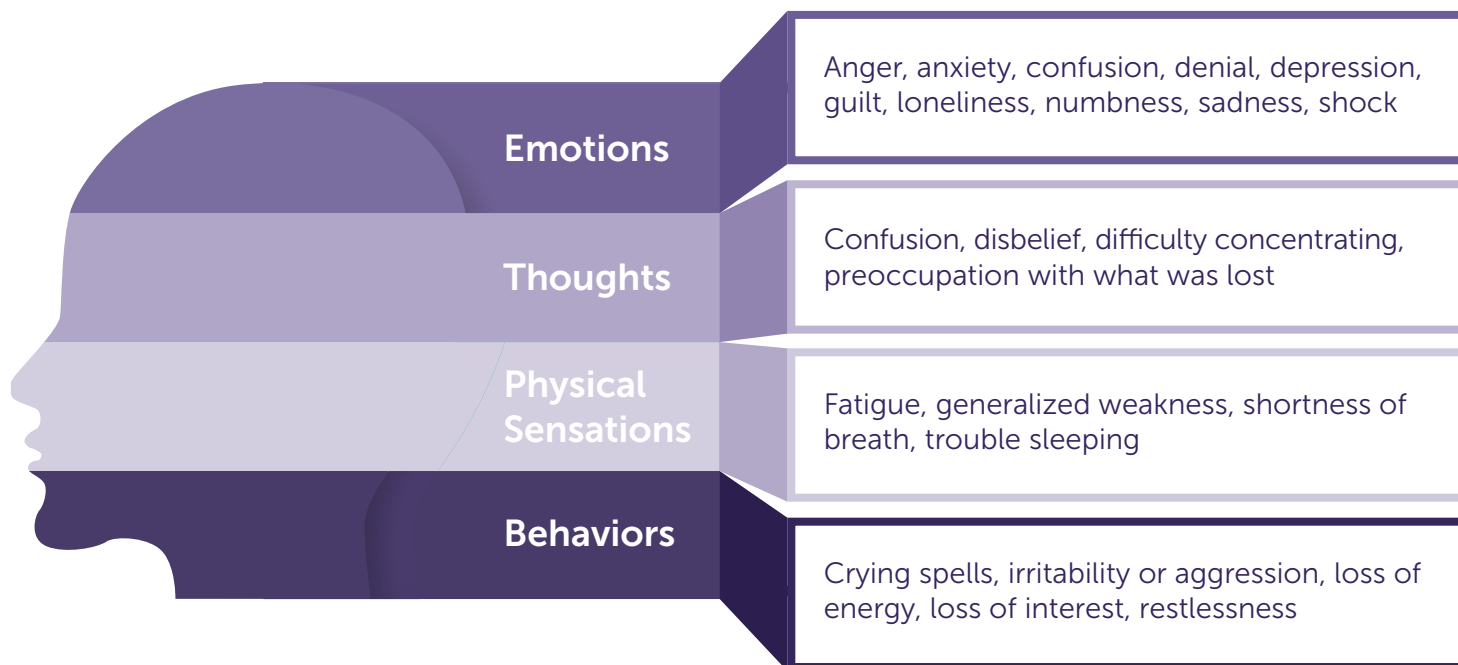 Emotions
Anger, anxiety, confusion, denial, depression,
guilt, loneliness, numbness, sadness, shock
Thoughts
Confusion, disbelief, difficulty concentrating,
preoccupation with what was lost
Physical
Sensations
Fatigue, generalized weakness, shortness of
breath, trouble sleeping
Behaviors
Crying spells, irritability or aggression, loss of
energy, loss of interest, restlessness